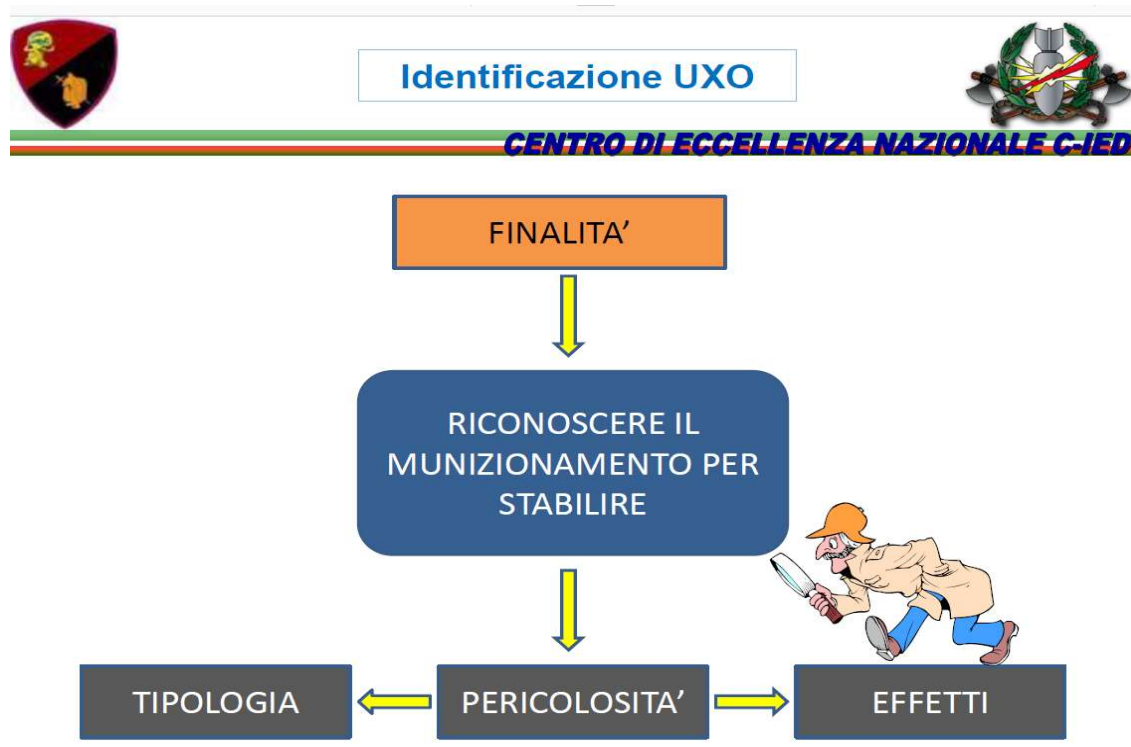 Identificazione UXO
CENTRO DI ECCELLENZA NAZIONALE C-IED
FINALITA’
RICONOSCERE IL
MUNIZIONAMENTO PER
STABILIRE
TIPOLOGIA
PERICOLOSITA’
EFFETTI